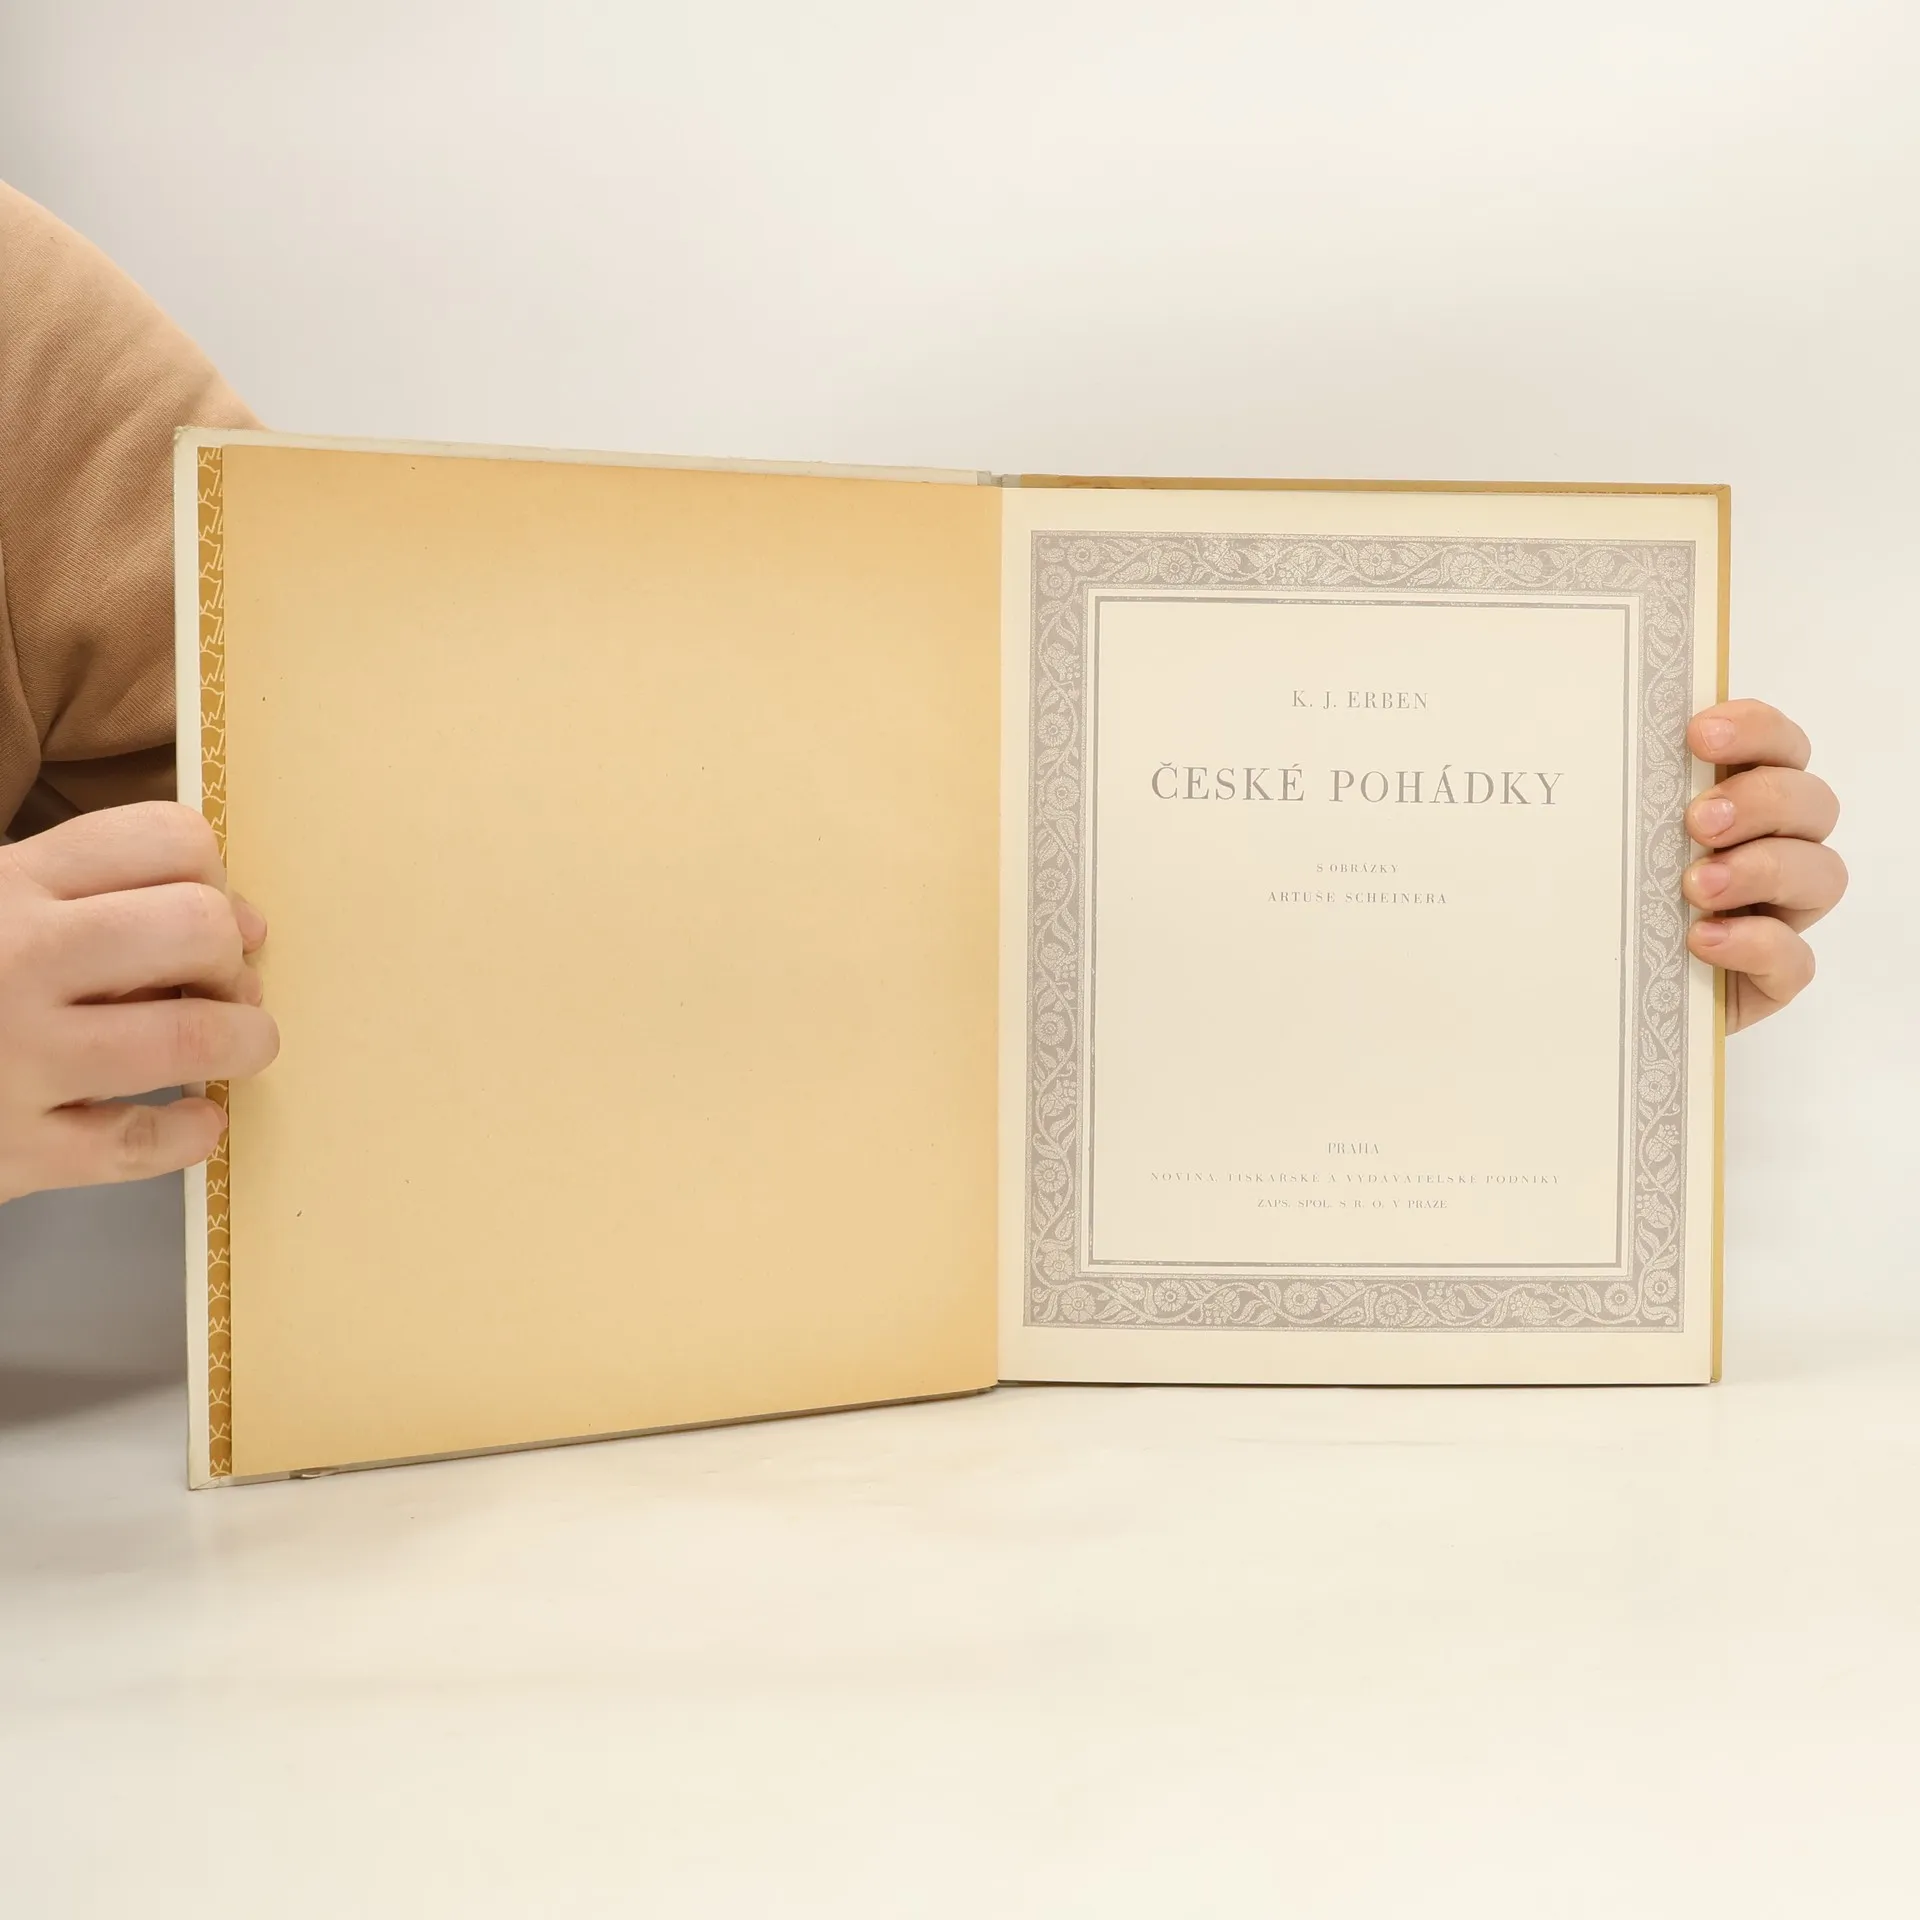 K. J. ERBEN
ČESKÉ POHÁDKY
S OBRÁZKY
ARTUŠE SCHEINERA
PRAHA
NOVINA, TISKAŘSKÉ A VYDAVATELSKÉ PODNIKY
ZAPS. SPOL. S R. O. V PRAZE